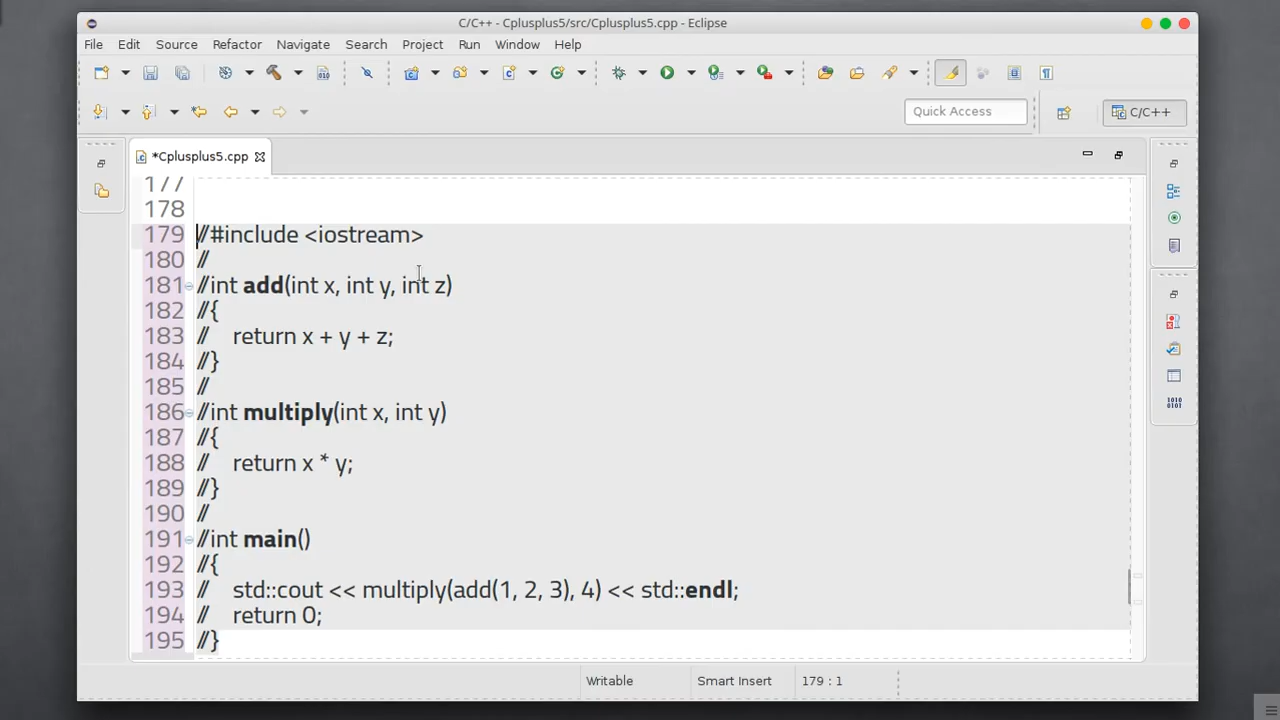 C/C++ - Cplusplus5/src/Cplusplus5.cpp - Eclipse
File Edit Source Refactor Navigate Search Project Run Window Help
Quick Access
C/C++
*Cplusplus5.cpp
177
178
179 //#include <iostream>
180 //
181 //int add(int x, int y, int z)
182 //{
183 // return x + y + z;
184 //}
185 //
186 //int multiply(int x, int y)
187 //{
188 // return x * y;
189 //}
190 //
191 //int main()
192 //{
193 // std::cout << multiply(add(1, 2, 3), 4) << std::endl;
194 // return 0;
195 //}
Writable Smart Insert 179 : 1